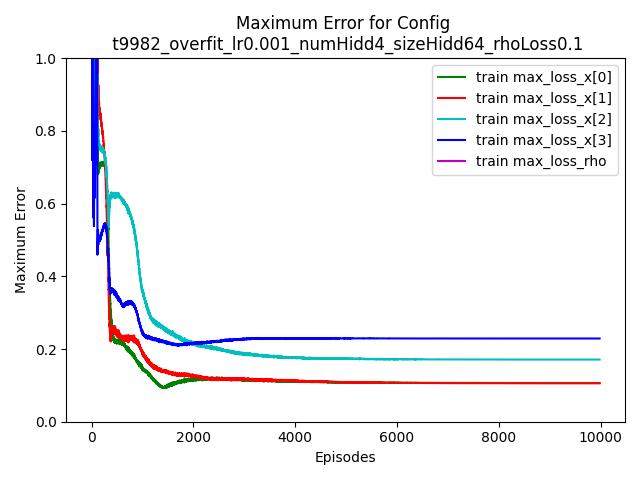 Maximum Error for Config
t9982_overfit_lr0.001_numHidd4_sizeHidd64_rhoLoss0.1
1.0
0.8
0.6
0.4
0.2
0.0
Maximum Error
train max_loss_x[0]
train max_loss_x[1]
train max_loss_x[2]
train max_loss_x[3]
train max_loss_rho
0 2000 4000 6000 8000 10000
Episodes